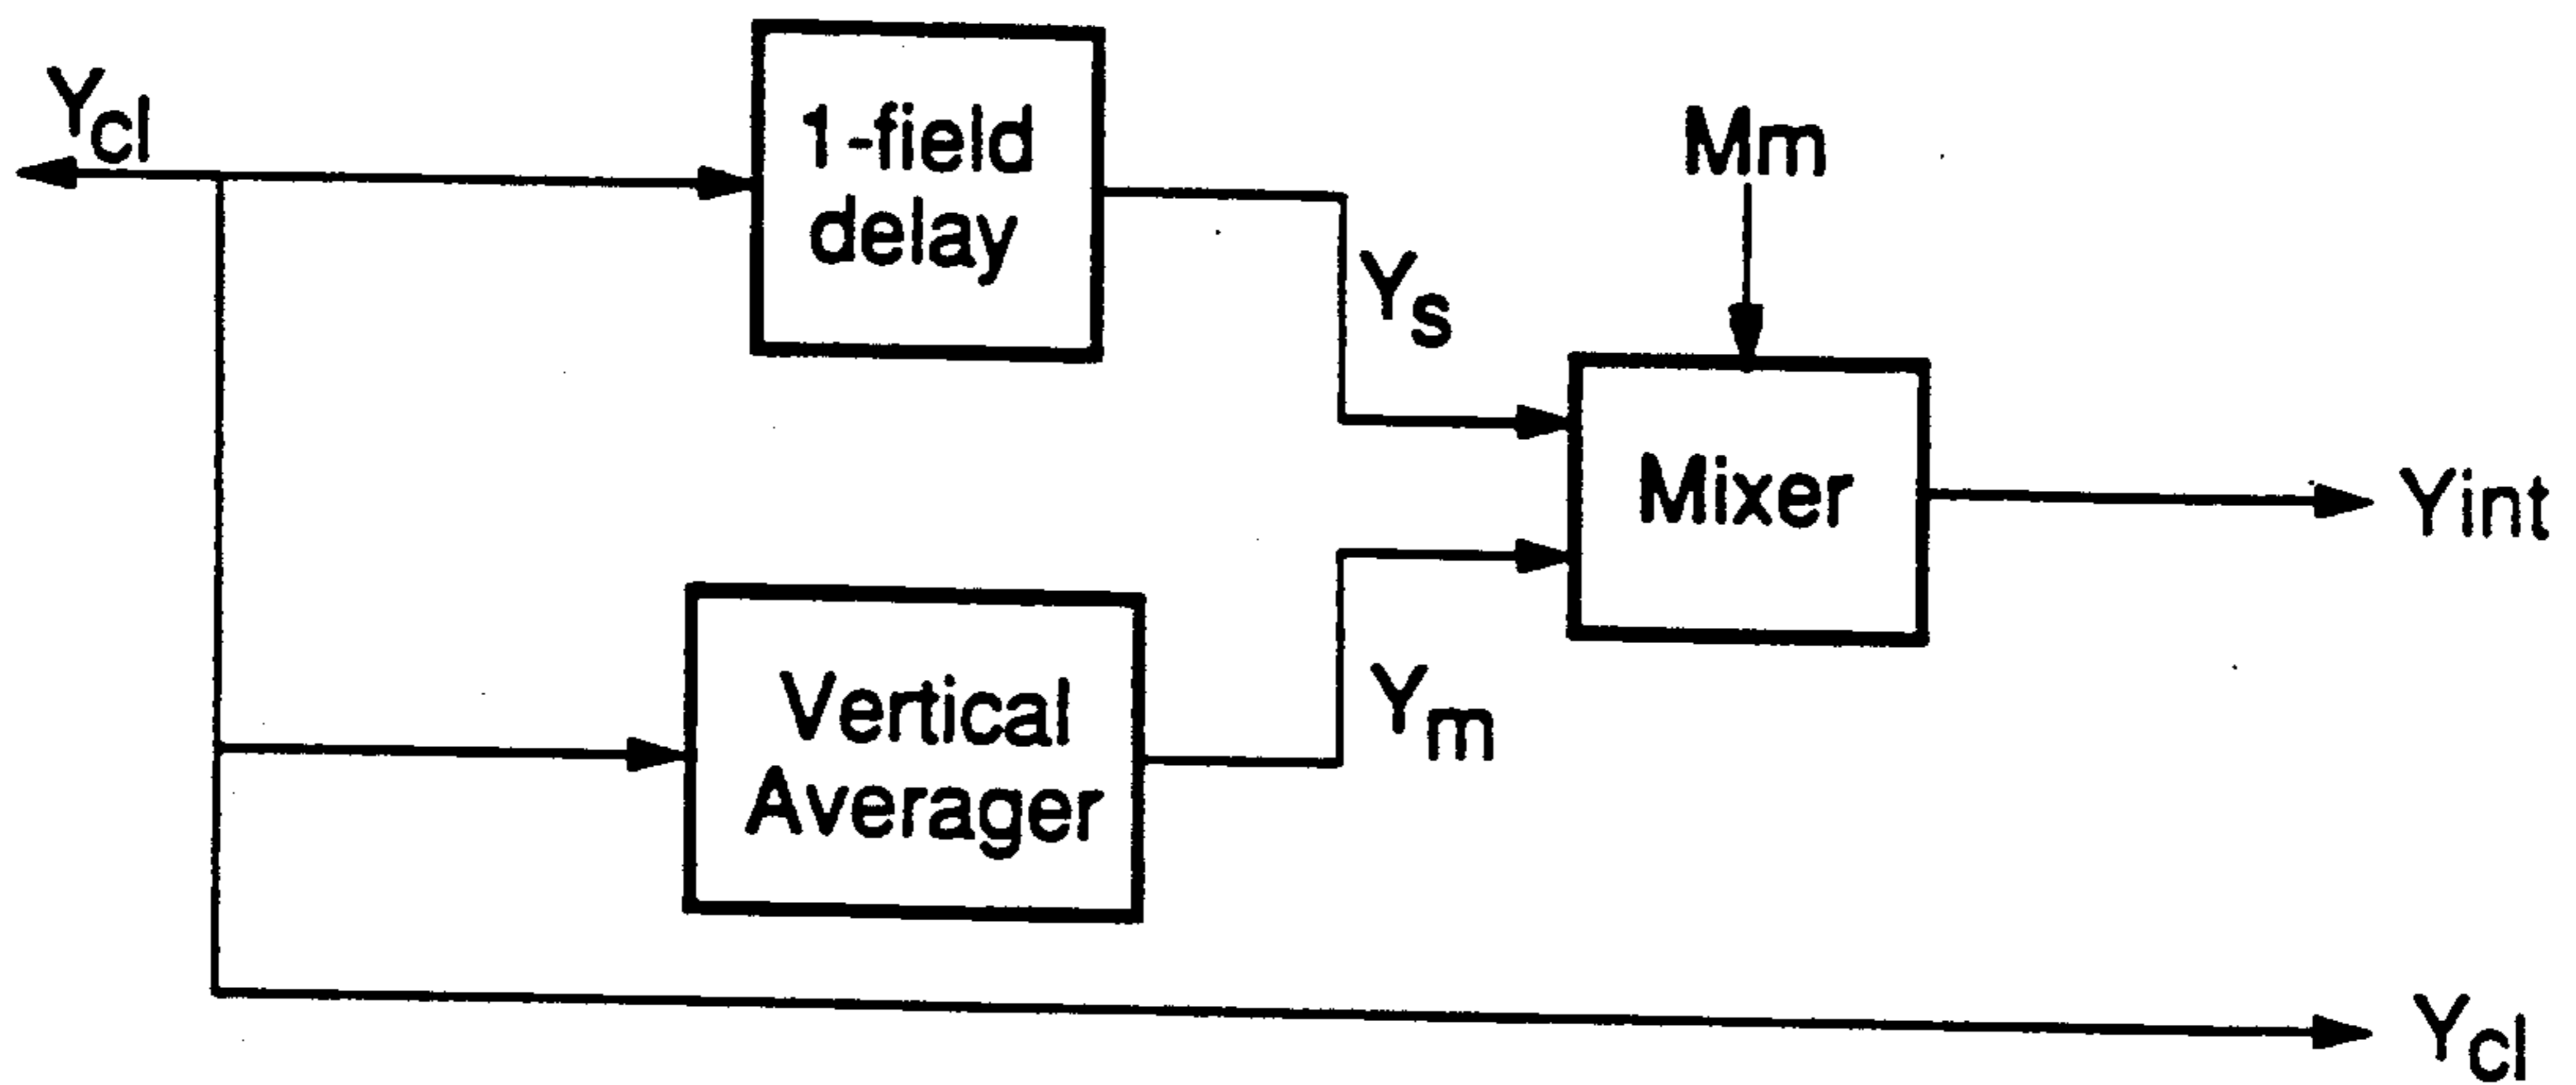 Ycl
1-field
delay
Mm
Ys
Mixer
Yint
Vertical
Averager
Ym
Ycl